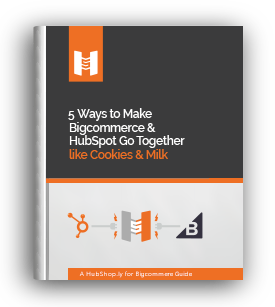 5 Ways to Make
Bigcommerce &
HubSpot Go Together
like Cookies & Milk
B
A HubShop.ly for Bigcommerce Guide